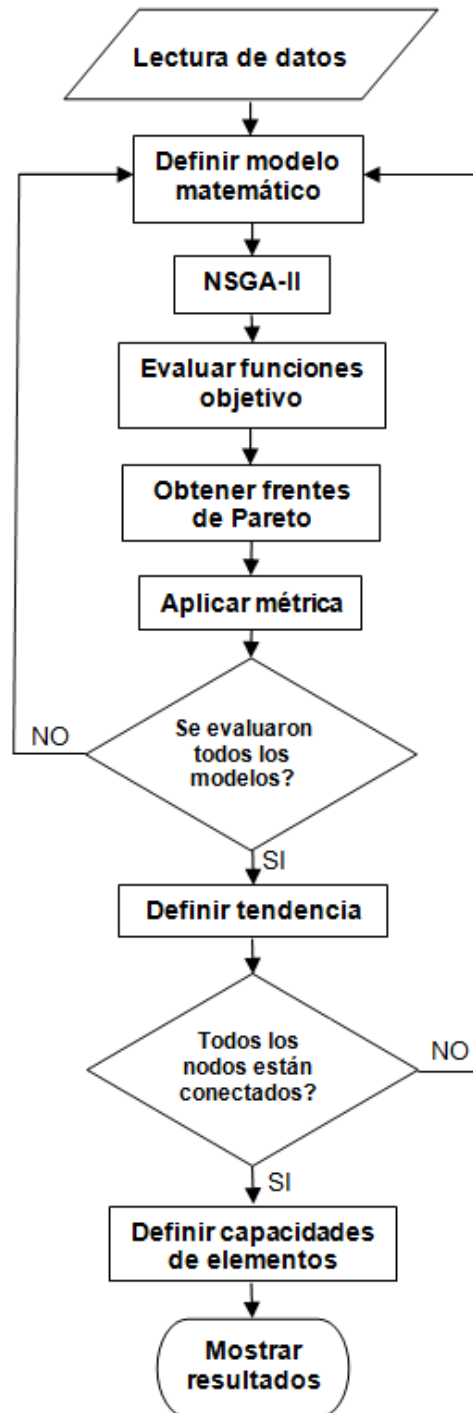 Lectura de datos
Definir modelo
matemático
NSGA-II
Evaluar funciones
objetivo
Obtener frentes
de Pareto
Aplicar métrica
Se evaluaron
todos los
modelos?
NO
SI
Definir tendencia
Todos los
nodos están
conectados?
NO
SI
Definir capacidades
de elementos
Mostrar
resultados